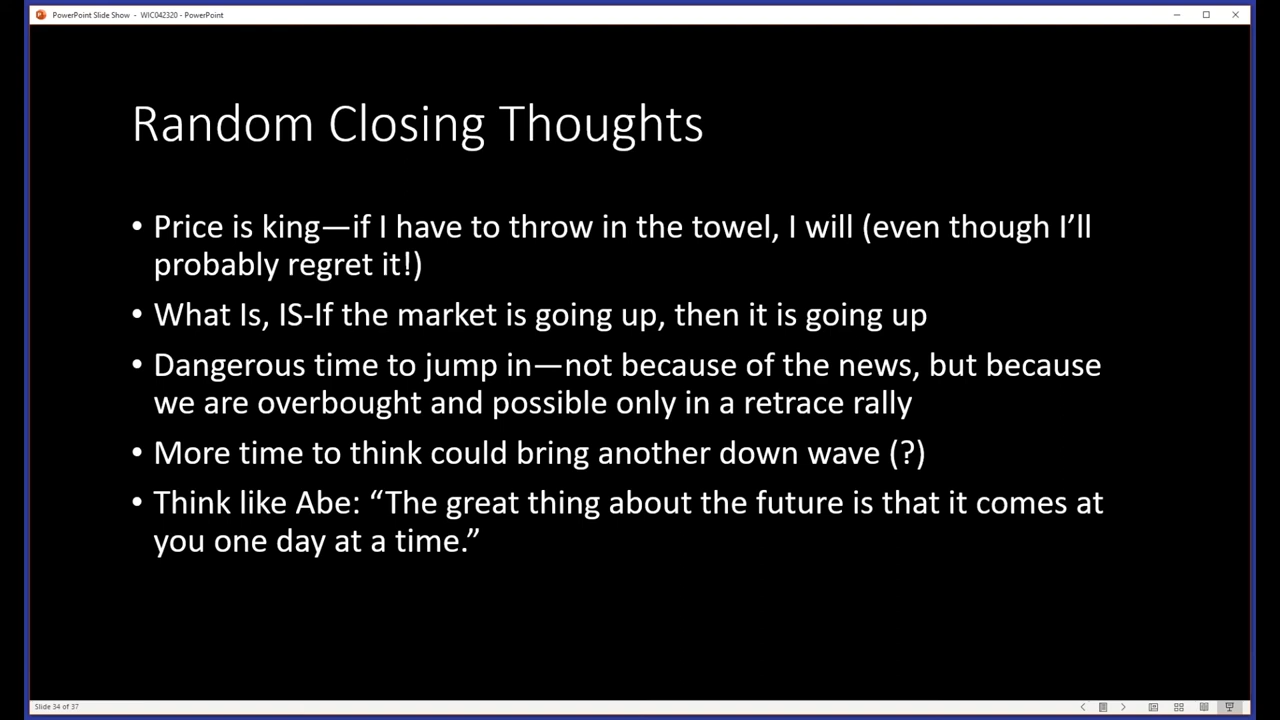 PowerPoint Slide Show - WIC042320 - PowerPoint
Random Closing Thoughts
• Price is king—if I have to throw in the towel, I will (even though I’ll
probably regret it!)
• What Is, IS-If the market is going up, then it is going up
• Dangerous time to jump in—not because of the news, but because
we are overbought and possible only in a retrace rally
• More time to think could bring another down wave (?)
• Think like Abe: “The great thing about the future is that it comes at
you one day at a time.”
Slide 34 of 37